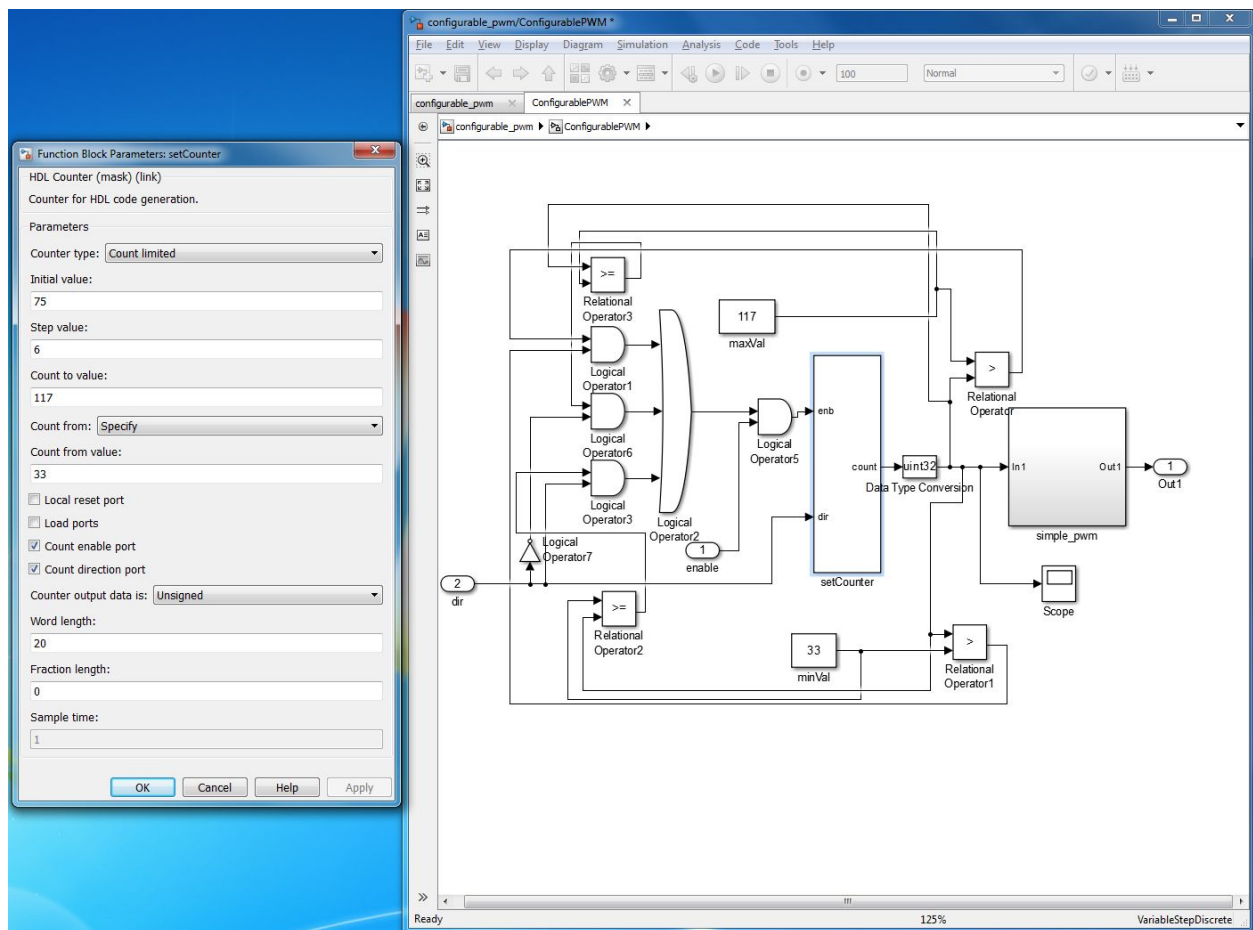 Function Block Parameters: setCounter
HDL Counter (mask) (link)
Counter for HDL code generation.
Parameters
Counter type: Count limited
Initial value:
75
Step value:
6
Count to value:
117
Count from: Specify
Count from value:
33
Local reset port
Load ports
Count enable port
Count direction port
Counter output data is: Unsigned
Word length:
20
Fraction length:
0
Sample time:
1
OK Cancel Help Apply
configurable_pwm/ConfigurablePWM *
File Edit View Display Diagram Simulation Analysis Code Tools Help
100 Normal
configurable_pwm ConfigurablePWM
configurable_pwm ConfigurablePWM
>=
Relational
Operator3
117
maxVal
Logical
Operator1
>
Relational
Operator
Logical
Operator6
enb
Logical
Operator5
count
uint32
Data Type Conversion
In1 Out1
1
Out1
simple_pwm
Logical
Operator3
Logical
Operator2
dir
setCounter
Logical
Operator7
1
enable
2
dir
Scope
>=
Relational
Operator2
33
minVal
>
Relational
Operator1
Ready 125% VariableStepDiscrete